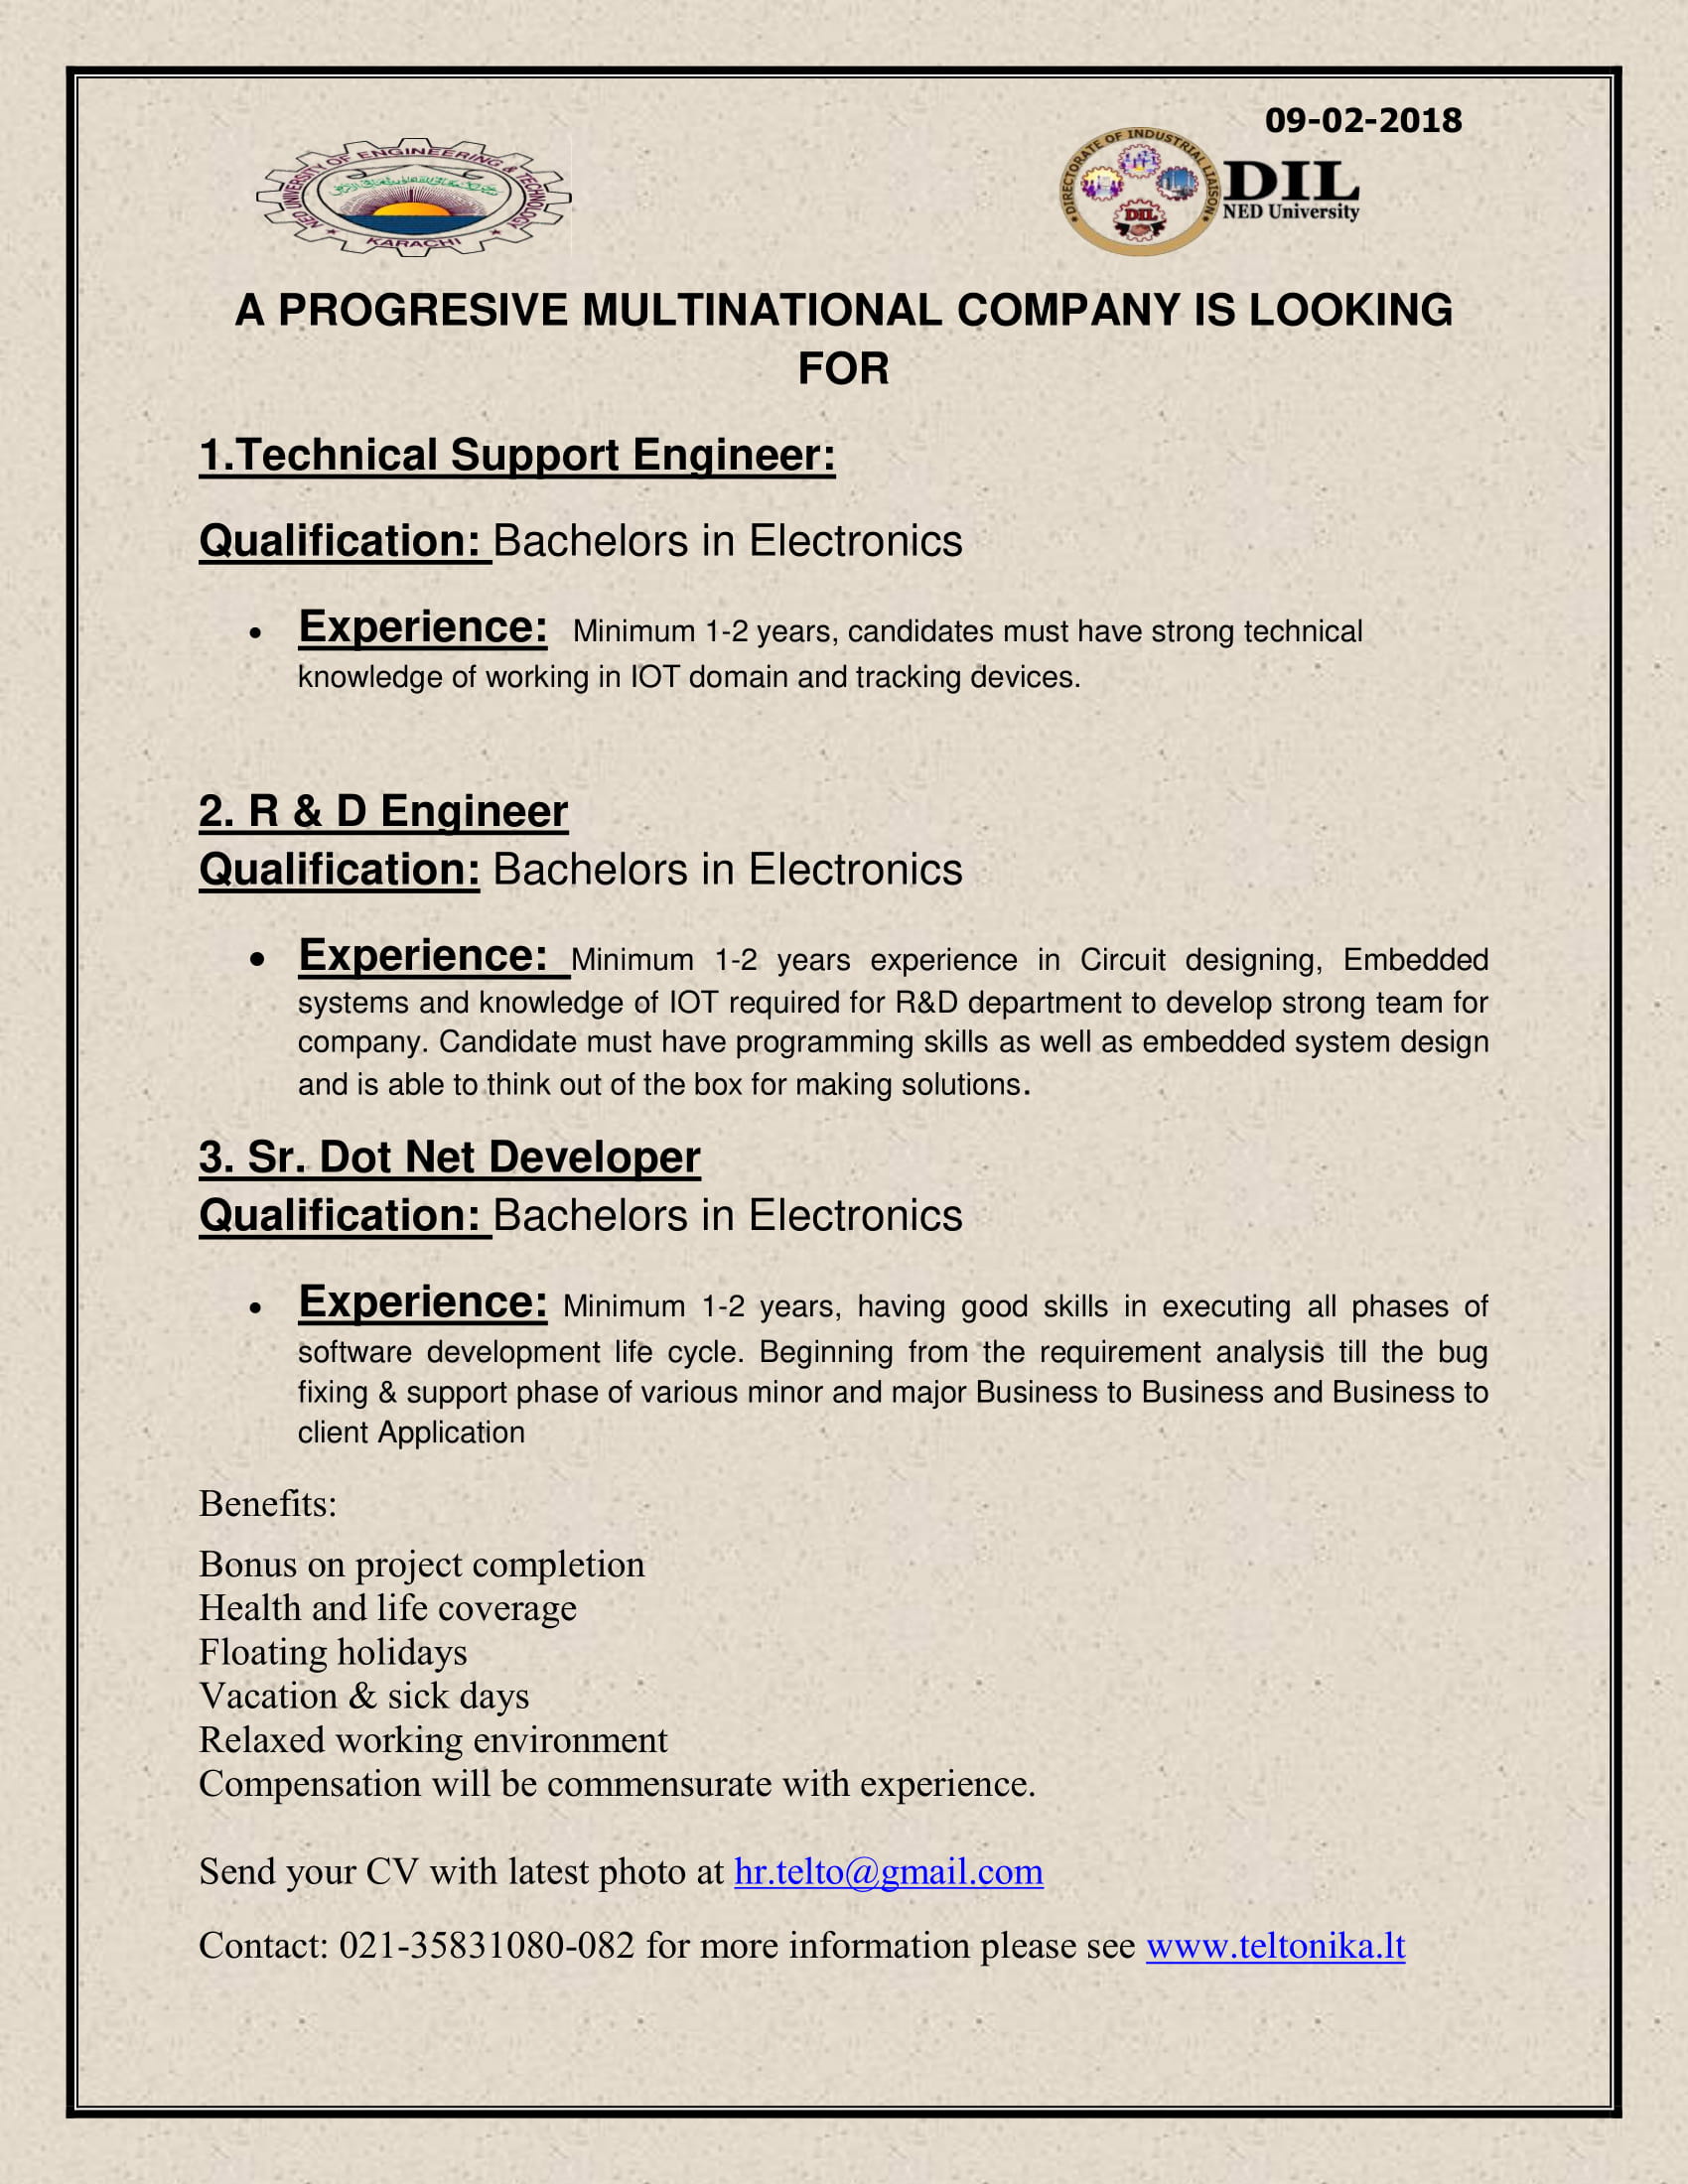 09-02-2018
NED UNIVERSITY OF ENGINEERING & TECHNOLOGY
KARACHI
DIRECTORATE OF INDUSTRIAL LIAISON
DIL
DIL
NED University
A PROGRESIVE MULTINATIONAL COMPANY IS LOOKING
FOR
1.Technical Support Engineer:
Qualification: Bachelors in Electronics
• Experience: Minimum 1-2 years, candidates must have strong technical
knowledge of working in IOT domain and tracking devices.
2. R & D Engineer
Qualification: Bachelors in Electronics
• Experience: Minimum 1-2 years experience in Circuit designing, Embedded
systems and knowledge of IOT required for R&D department to develop strong team for
company. Candidate must have programming skills as well as embedded system design
and is able to think out of the box for making solutions.
3. Sr. Dot Net Developer
Qualification: Bachelors in Electronics
• Experience: Minimum 1-2 years, having good skills in executing all phases of
software development life cycle. Beginning from the requirement analysis till the bug
fixing & support phase of various minor and major Business to Business and Business to
client Application
Benefits:
Bonus on project completion
Health and life coverage
Floating holidays
Vacation & sick days
Relaxed working environment
Compensation will be commensurate with experience.
Send your CV with latest photo at hr.telto@gmail.com
Contact: 021-35831080-082 for more information please see www.teltonika.lt